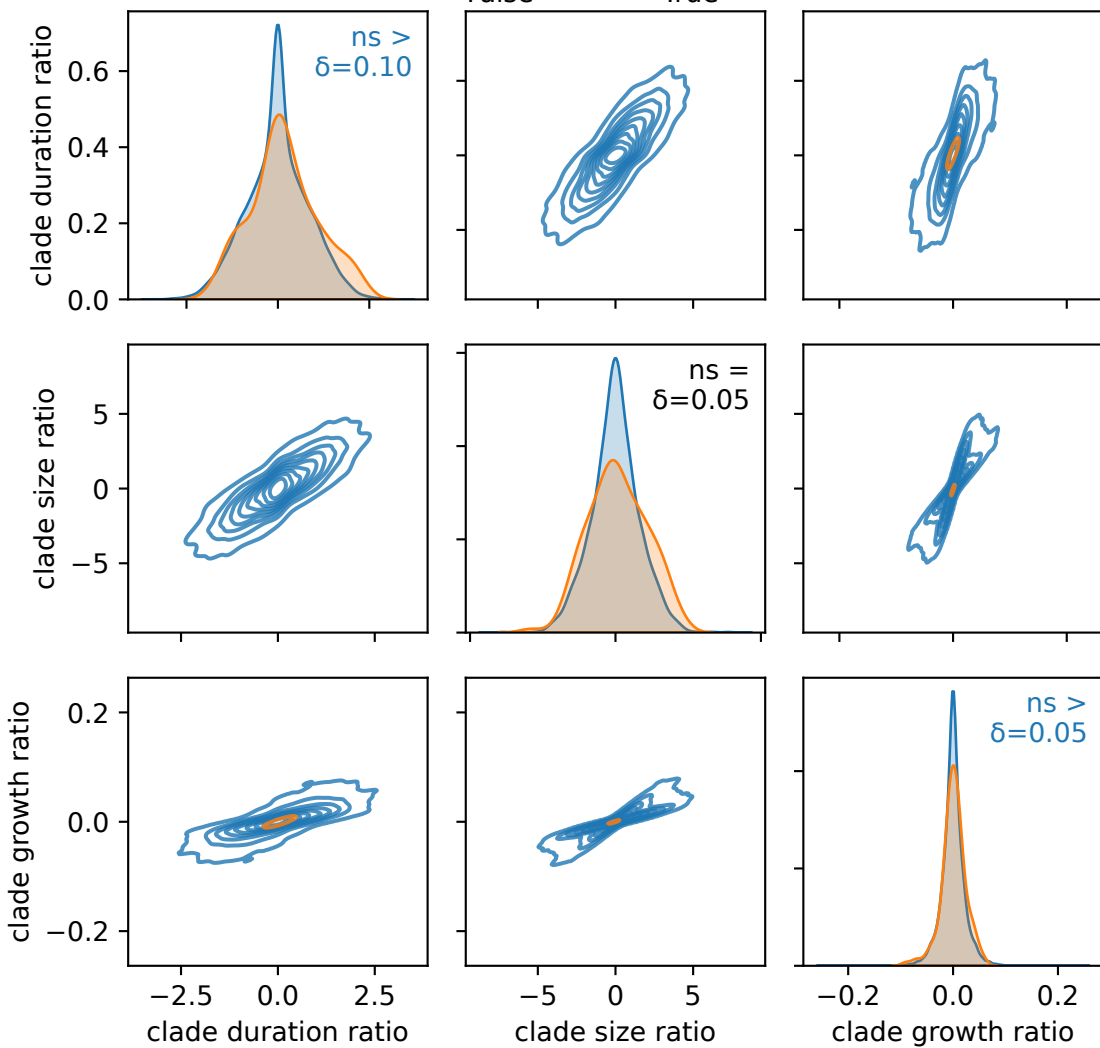 True
clade duration ratio
0.6
0.4
0.2
0.0
ns >
δ=0.10
clade size ratio
5
0
−5
ns =
δ=0.05
clade growth ratio
0.2
0.0
−0.2
ns >
δ=0.05
−2.5
0.0
2.5
−5
0
5
−0.2
0.0
0.2
clade duration ratio
clade size ratio
clade growth ratio